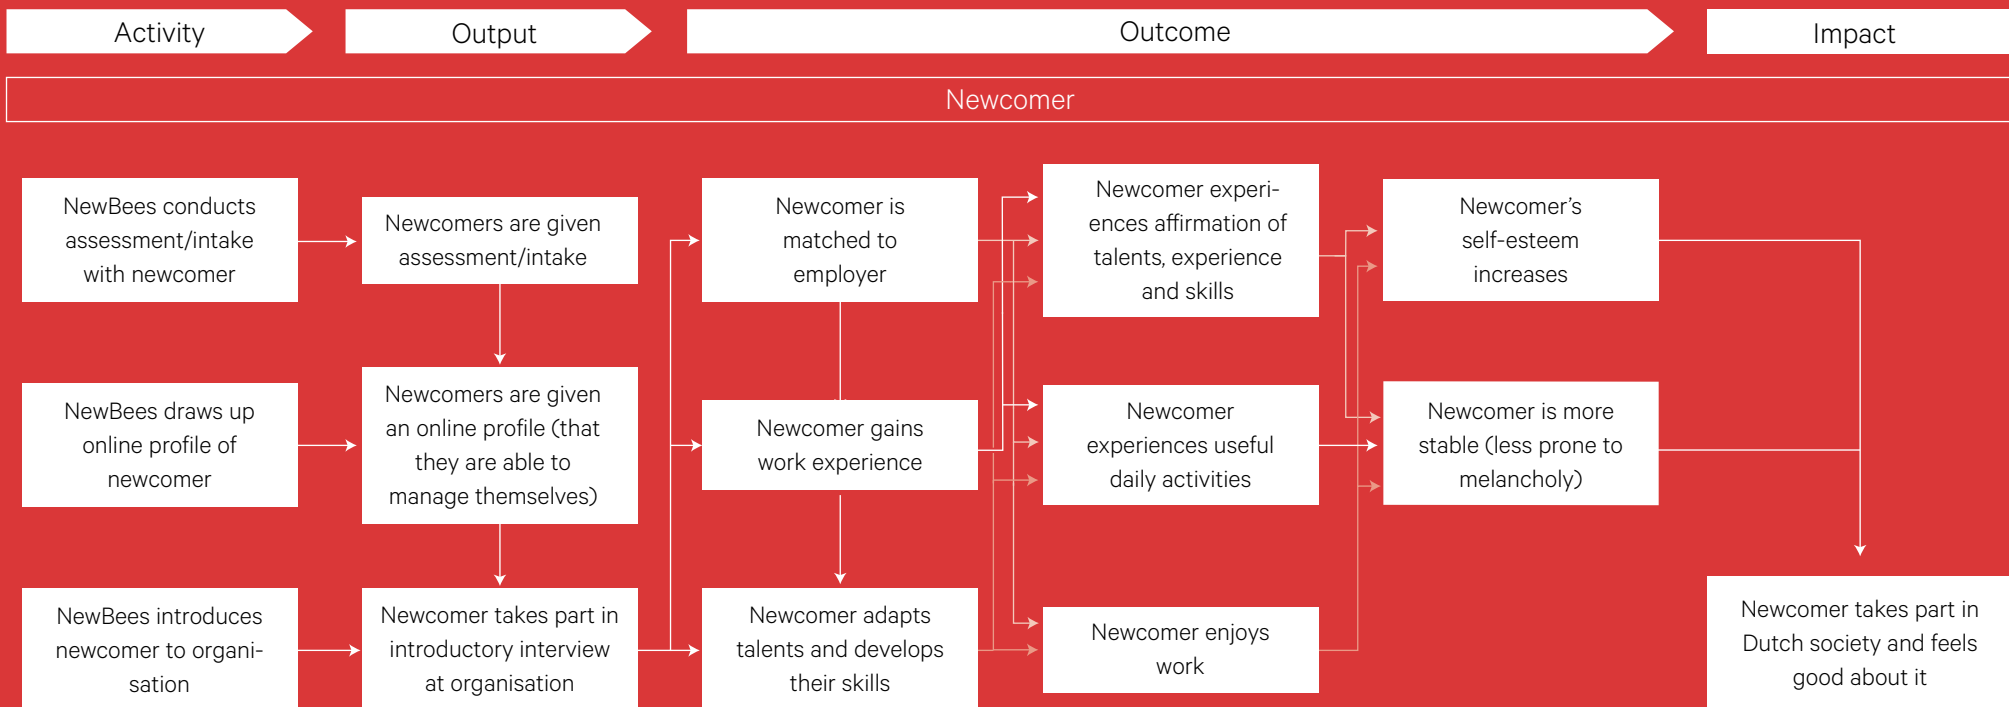 Activity
Output
Outcome
Impact
Newcomer
NewBees conducts
assessment/intake
with newcomer
Newcomers are given
assessment/intake
Newcomer is
matched to
employer
Newcomer experi-
ences affirmation of
talents, experience
and skills
Newcomer’s
self-esteem
increases
NewBees draws up
online profile of
newcomer
Newcomers are given
an online profile (that
they are able to
manage themselves)
Newcomer gains
work experience
Newcomer
experiences useful
daily activities
Newcomer is more
stable (less prone to
melancholy)
NewBees introduces
newcomer to organi-
sation
Newcomer takes part in
introductory interview
at organisation
Newcomer adapts
talents and develops
their skills
Newcomer enjoys
work
Newcomer takes part in
Dutch society and feels
good about it